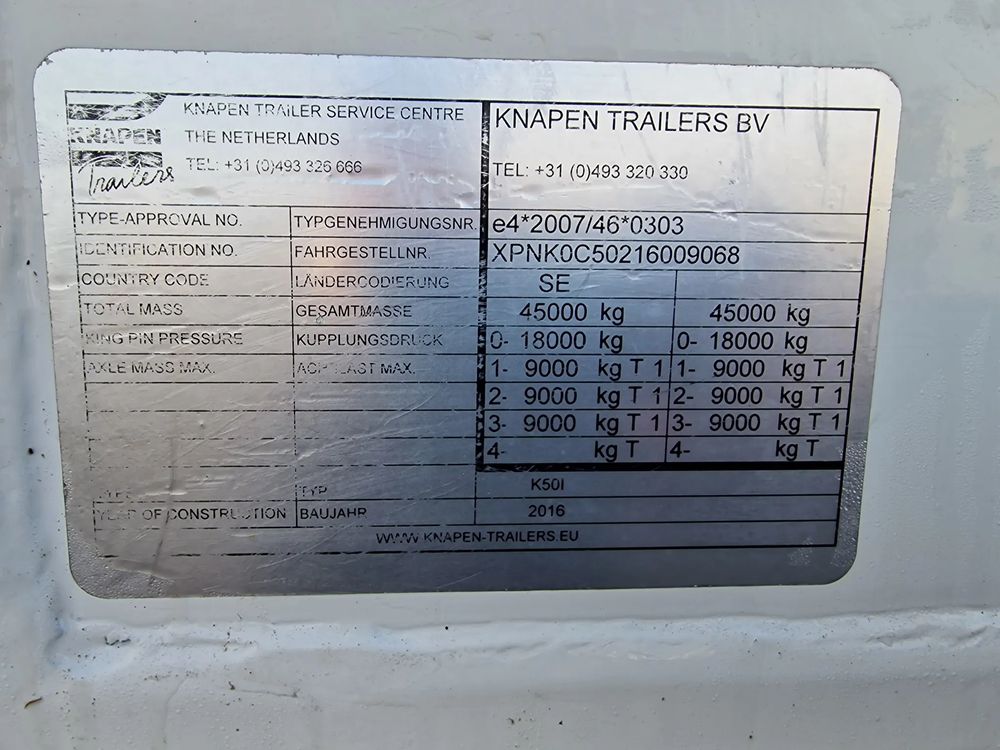 KNAPEN
Trailers
KNAPEN TRAILER SERVICE CENTRE
THE NETHERLANDS
TEL: +31 (0)493 326 666
KNAPEN TRAILERS BV
TEL: +31 (0)493 320 330
TYPE-APPROVAL NO. TYPGENEHMIGUNGSNR. e4*2007/46*0303
IDENTIFICATION NO. FAHRGESTELLNR. XPNK0C50216009068
COUNTRY CODE LÄNDERCODIERUNG SE
TOTAL MASS GESAMTMASSE 45000 kg 45000 kg
KING PIN PRESSURE KUPPLUNGSDRUCK 0- 18000 kg 0- 18000 kg
AXLE MASS MAX. ACHSLAST MAX. 1- 9000 kg T 1 1- 9000 kg T 1
2- 9000 kg T 1 2- 9000 kg T 1
3- 9000 kg T 1 3- 9000 kg T 1
4- kg T 4- kg T
TYPE TYP K50I
YEAR OF CONSTRUCTION BAUJAHR 2016
WWW.KNAPEN-TRAILERS.EU